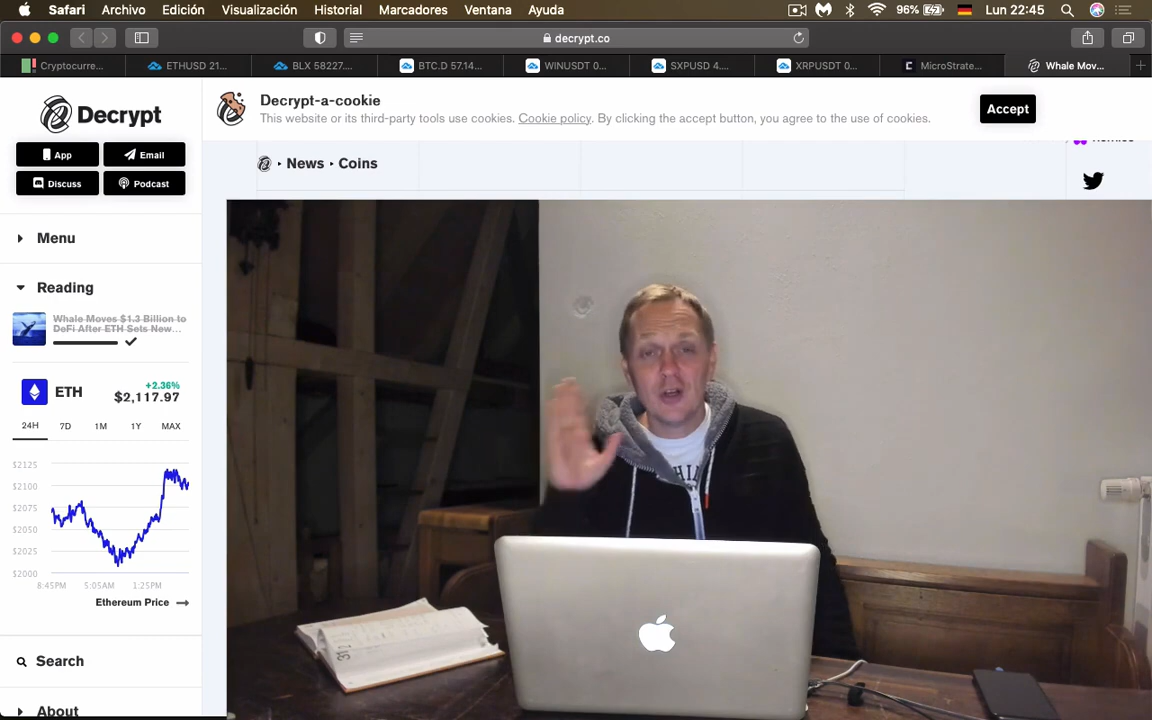 Safari Archivo Edición Visualización Historial Marcadores Ventana Ayuda 96% Lun 22:45
decrypt.co
Cryptocurre... ETHUSD 21... BLX 58227.... BTC.D 57.14... WINUSDT 0... SXPUSD 4.... XRPUSDT 0... MicroStrate... Whale Mov...
Decrypt
App Email
Discuss Podcast
Menu
Reading
Whale Moves $1.3 Billion to
DeFi After ETH Sets New...
ETH
+2.36%
$2,117.97
24H 7D 1M 1Y MAX
$2125
$2100
$2075
$2050
$2025
$2000
8:45PM 5:05AM 1:25PM
Ethereum Price
Search
About
Decrypt-a-cookie
This website or its third-party tools use cookies. Cookie policy. By clicking the accept button, you agree to the use of cookies.
Accept
News Coins